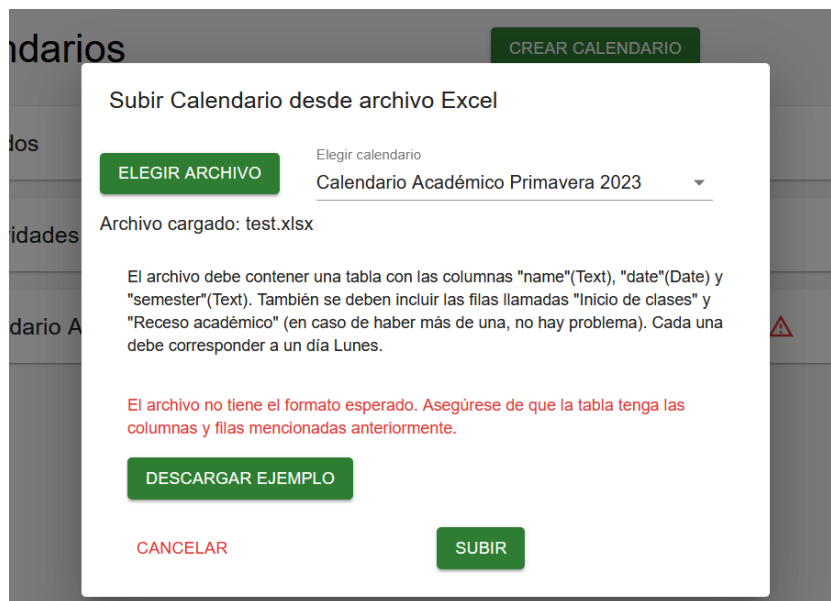 ndarios
CREAR CALENDARIO
Subir Calendario desde archivo Excel
dos
ELEGIR ARCHIVO
Elegir calendario
Calendario Académico Primavera 2023
Archivo cargado: test.xlsx
idades
El archivo debe contener una tabla con las columnas "name"(Text), "date"(Date) y
"semester"(Text). También se deben incluir las filas llamadas "Inicio de clases" y
"Receso académico" (en caso de haber más de una, no hay problema). Cada una
debe corresponder a un día Lunes.
dario A
El archivo no tiene el formato esperado. Asegúrese de que la tabla tenga las
columnas y filas mencionadas anteriormente.
DESCARGAR EJEMPLO
CANCELAR
SUBIR